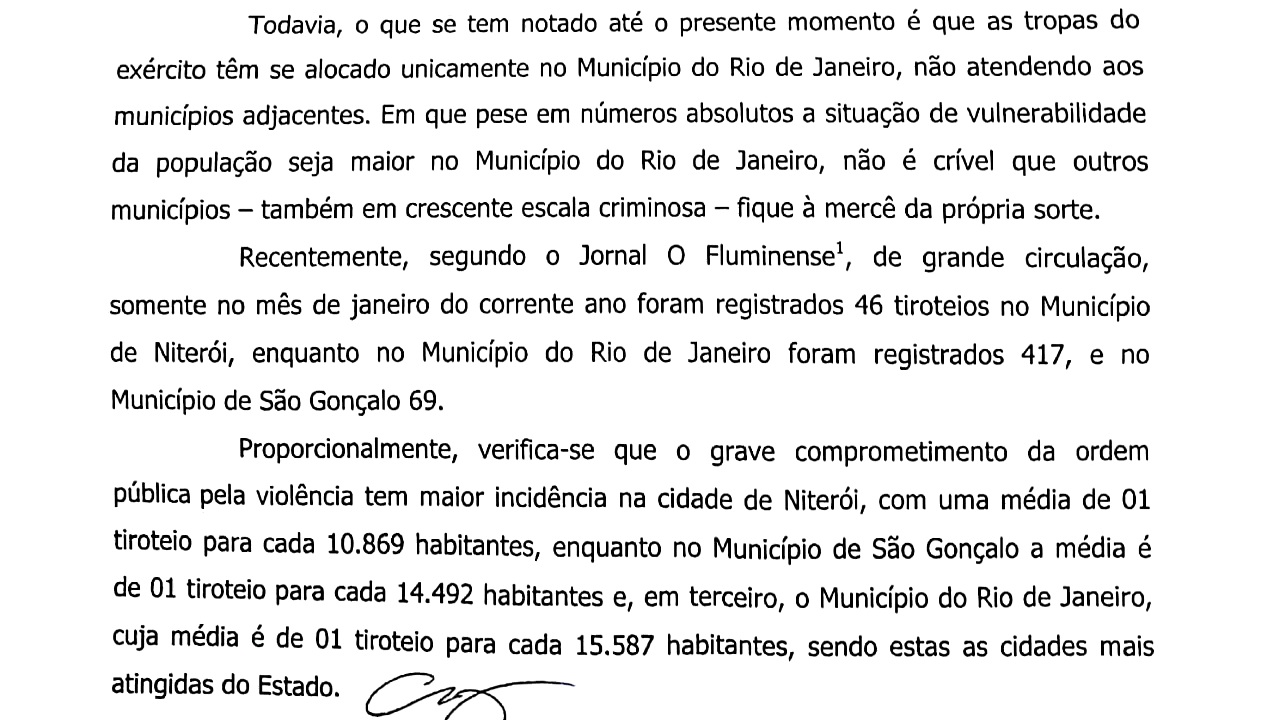 Todavia, o que se tem notado até o presente momento é que as tropas do
exército têm se alocado unicamente no Município do Rio de Janeiro, não atendendo aos
municípios adjacentes. Em que pese em números absolutos a situação de vulnerabilidade
da população seja maior no Município do Rio de Janeiro, não é crível que outros
municípios – também em crescente escala criminosa – fique à mercê da própria sorte.
Recentemente, segundo o Jornal O Fluminense¹, de grande circulação,
somente no mês de janeiro do corrente ano foram registrados 46 tiroteios no Município
de Niterói, enquanto no Município do Rio de Janeiro foram registrados 417, e no
Município de São Gonçalo 69.
Proporcionalmente, verifica-se que o grave comprometimento da ordem
pública pela violência tem maior incidência na cidade de Niterói, com uma média de 01
tiroteio para cada 10.869 habitantes, enquanto no Município de São Gonçalo a média é
de 01 tiroteio para cada 14.492 habitantes e, em terceiro, o Município do Rio de Janeiro,
cuja média é de 01 tiroteio para cada 15.587 habitantes, sendo estas as cidades mais
atingidas do Estado.